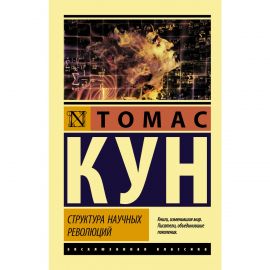 N
ТОМАС
КУН
СТРУКТУРА НАУЧНЫХ
РЕВОЛЮЦИЙ
Книги, изменившие мир.
Писатели, объединившие
поколения.
ЭКСКЛЮЗИВНАЯ КЛАССИКА